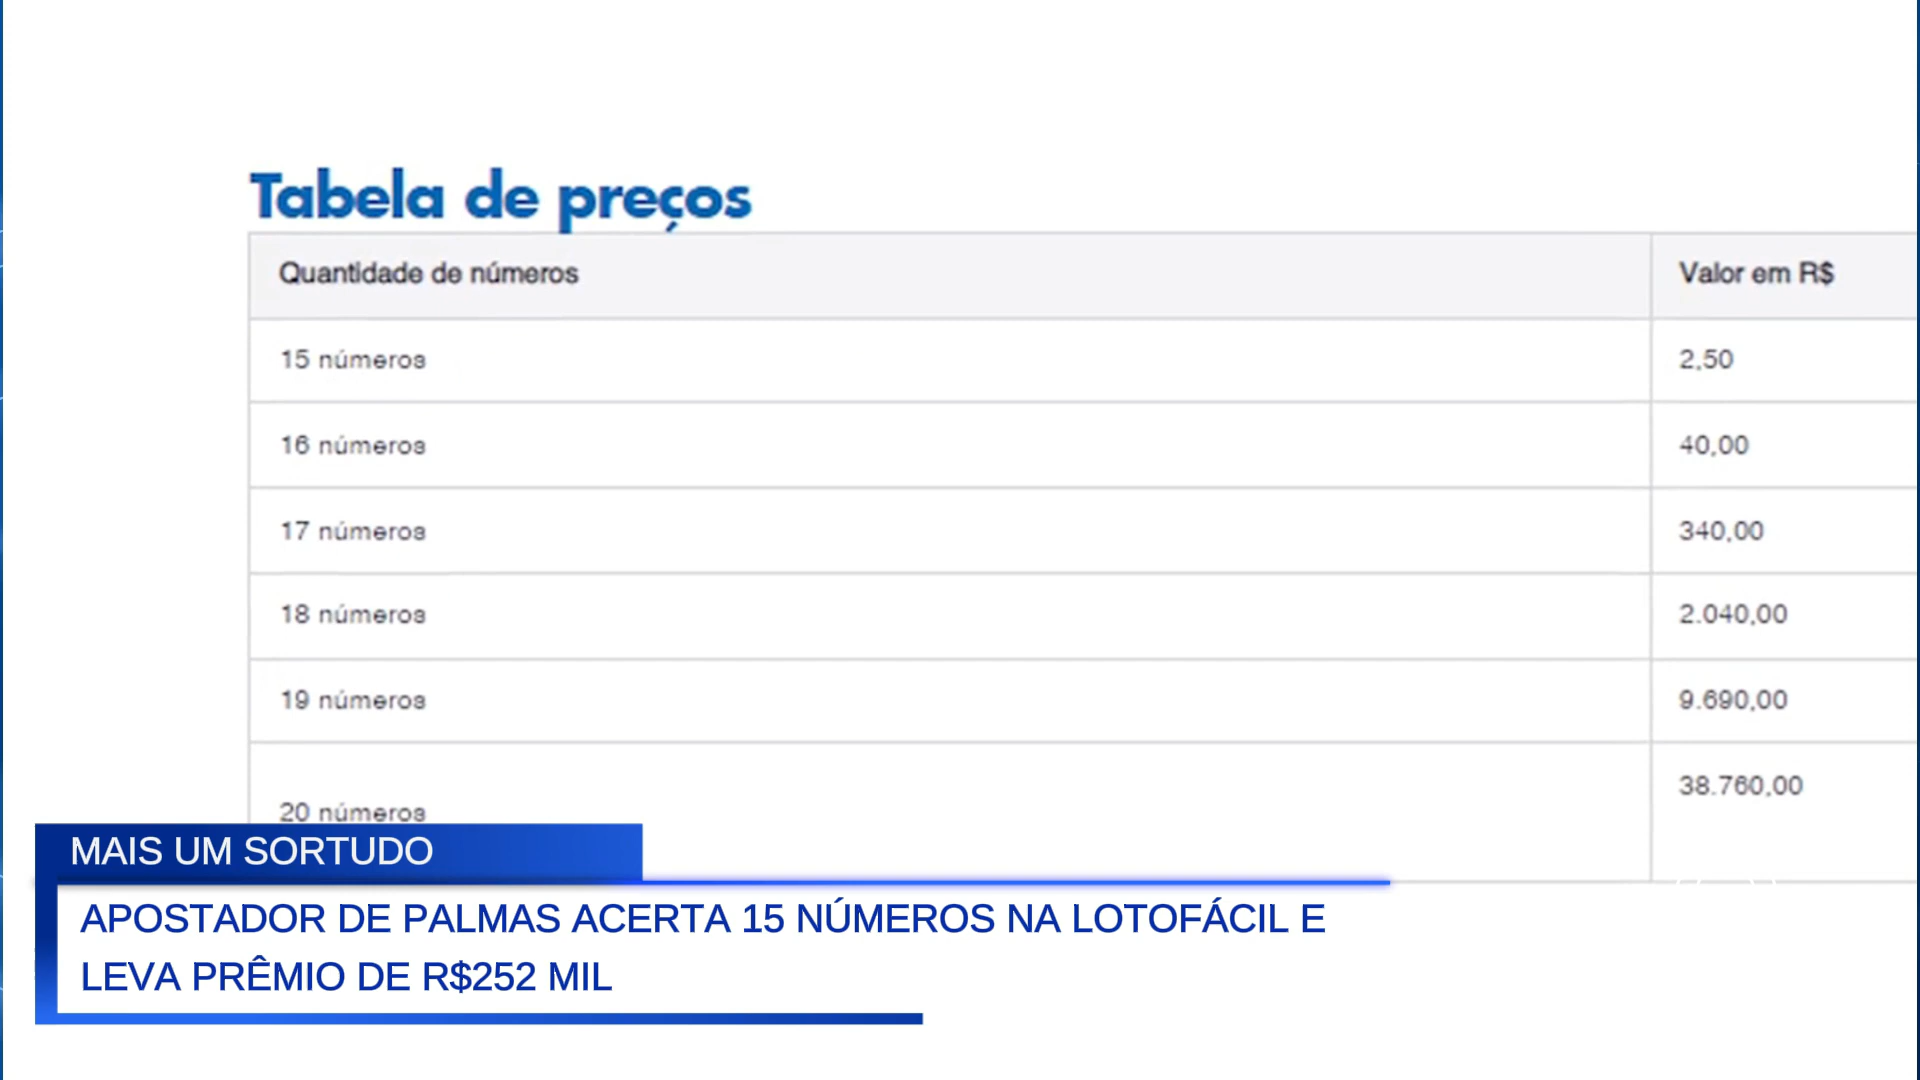 Tabela de preços
Quantidade de números Valor em R$
15 números 2,50
16 números 40,00
17 números 340,00
18 números 2.040,00
19 números 9.690,00
20 números 38.760,00
MAIS UM SORTUDO
APOSTADOR DE PALMAS ACERTA 15 NÚMEROS NA LOTOFÁCIL E
LEVA PRÊMIO DE R$252 MIL